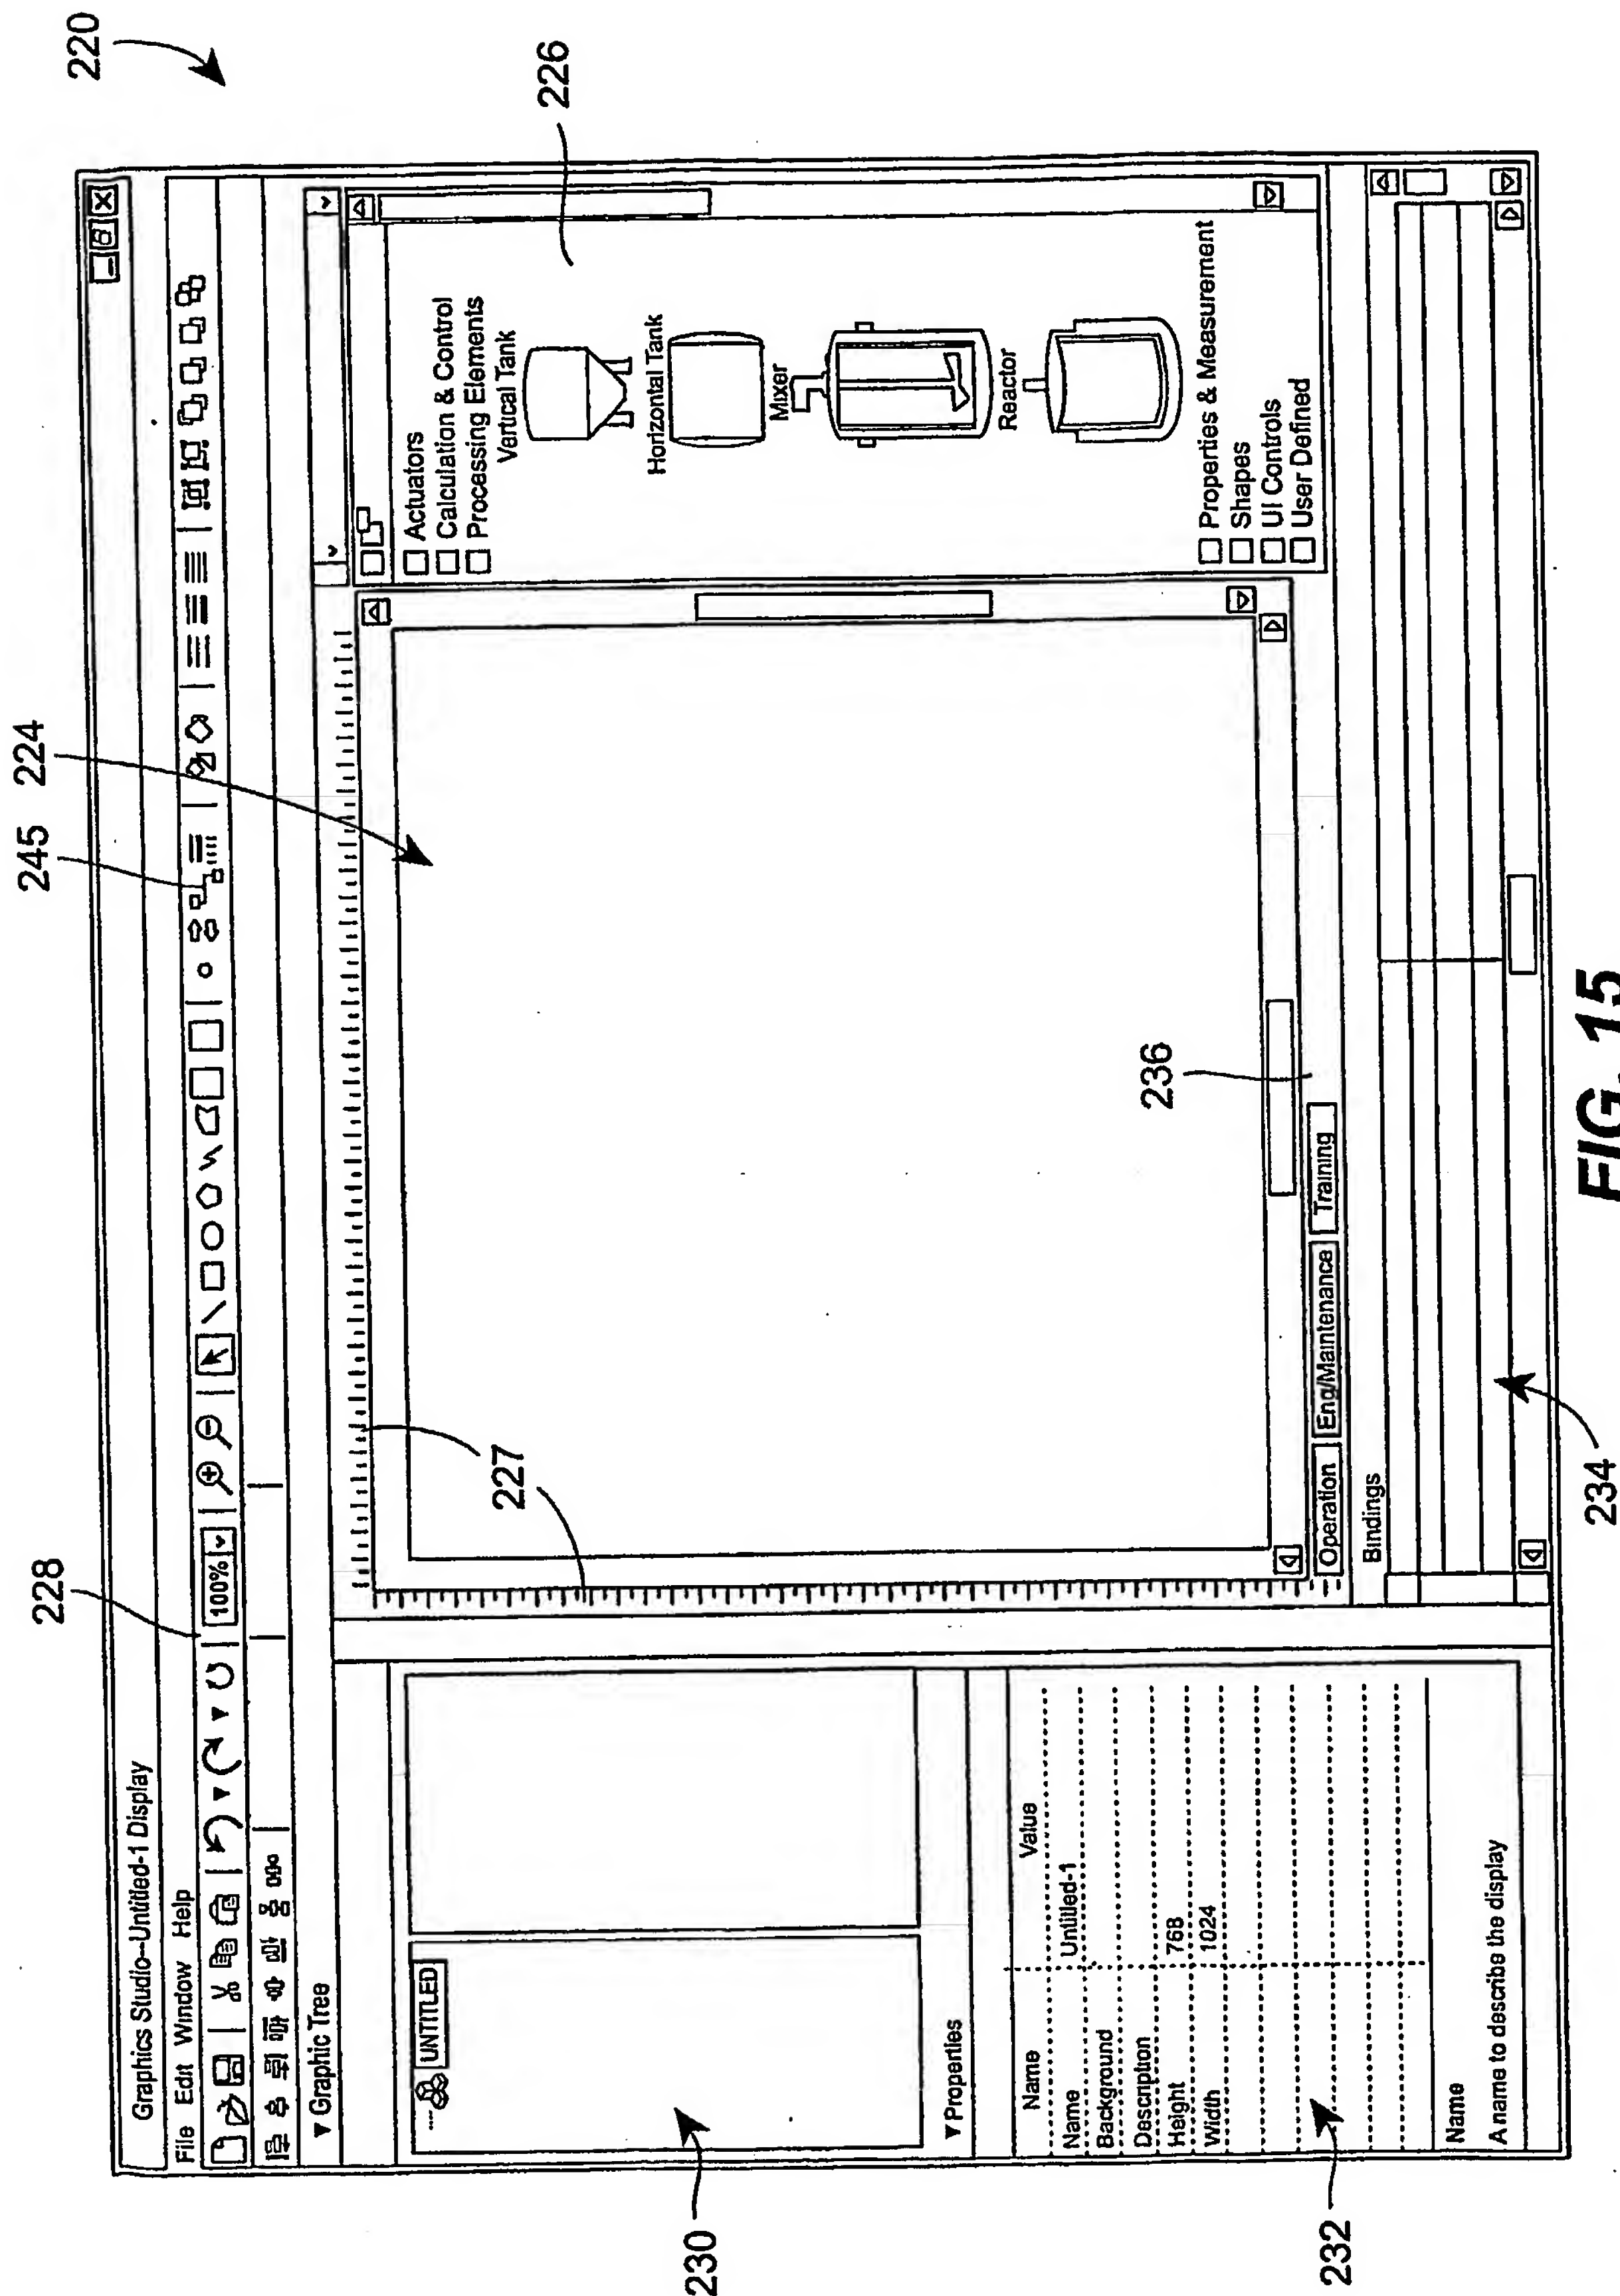 220
Graphics Studio--Untitled-1 Display
File Edit Window Help
228
245
224
100%
▼ Graphic Tree
UNTITLED
230
227
226
Actuators
Calculation & Control
Processing Elements
Vertical Tank
Horizontal Tank
Mixer
Reactor
Properties & Measurement
Shapes
UI Controls
User Defined
▼ Properties
Name Value
Name Untitled-1
Background
Description
Height 768
Width 1024
Name
A name to describe the display
232
236
Operation Eng/Maintenance Training
Bindings
234
FIG. 15